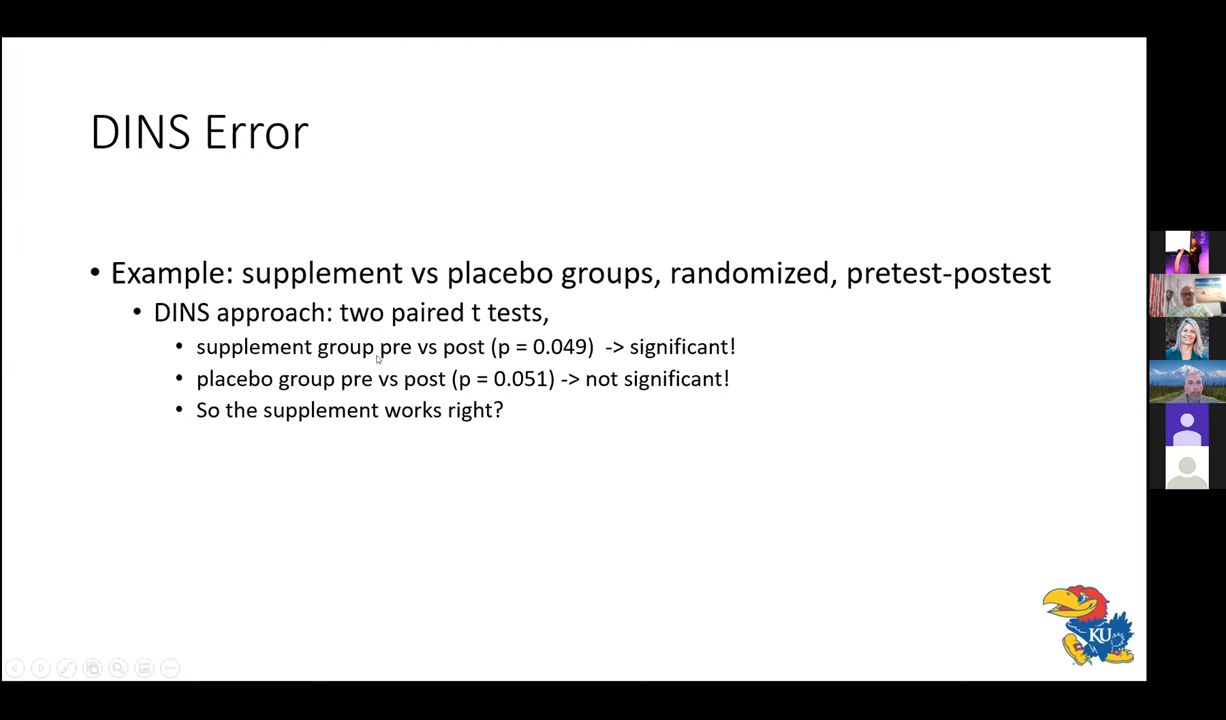 DINS Error
• Example: supplement vs placebo groups, randomized, pretest-postest
• DINS approach: two paired t tests,
• supplement group pre vs post (p = 0.049) -> significant!
• placebo group pre vs post (p = 0.051) -> not significant!
• So the supplement works right?
KU